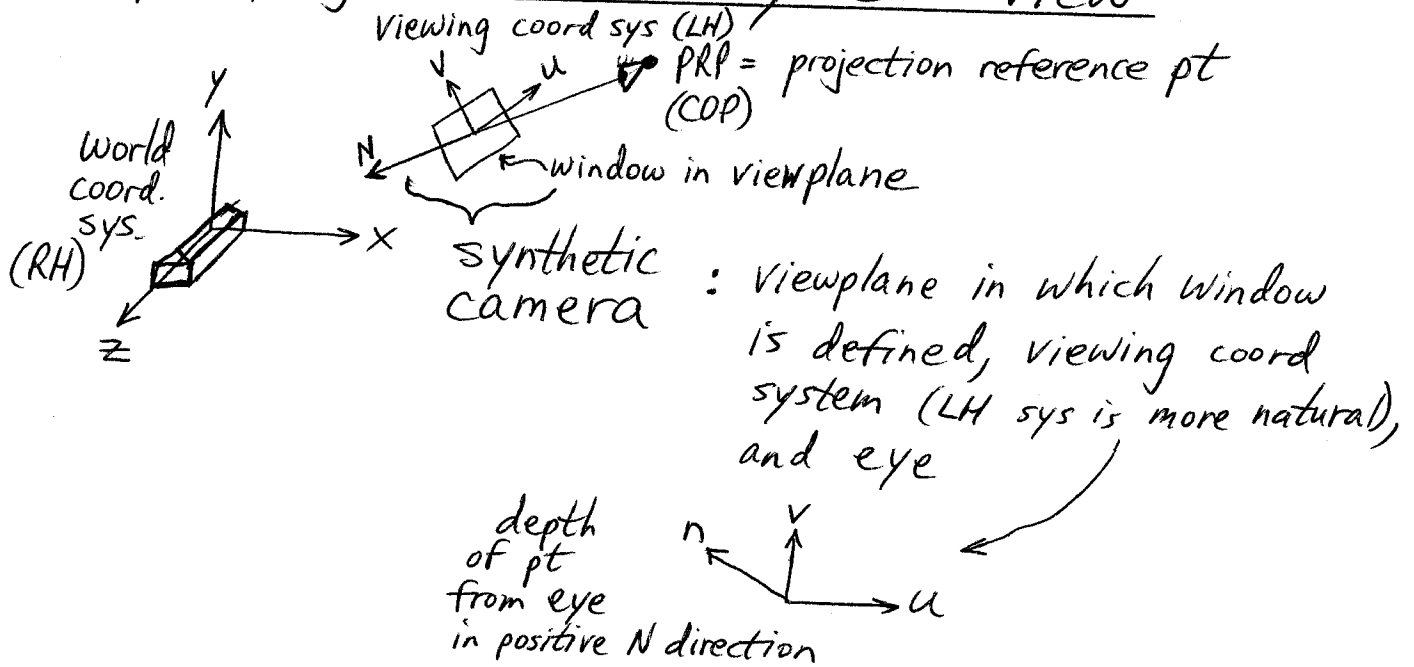 view
viewing coord sys (LH)
v
u
PRP = projection reference pt
(COP)
y
world
coord.
sys.
(RH)
N
window in viewplane
x
z
synthetic
camera
: viewplane in which window
is defined, viewing coord
system (LH sys is more natural),
and eye
depth
of pt
from eye
in positive N direction
n
v
u